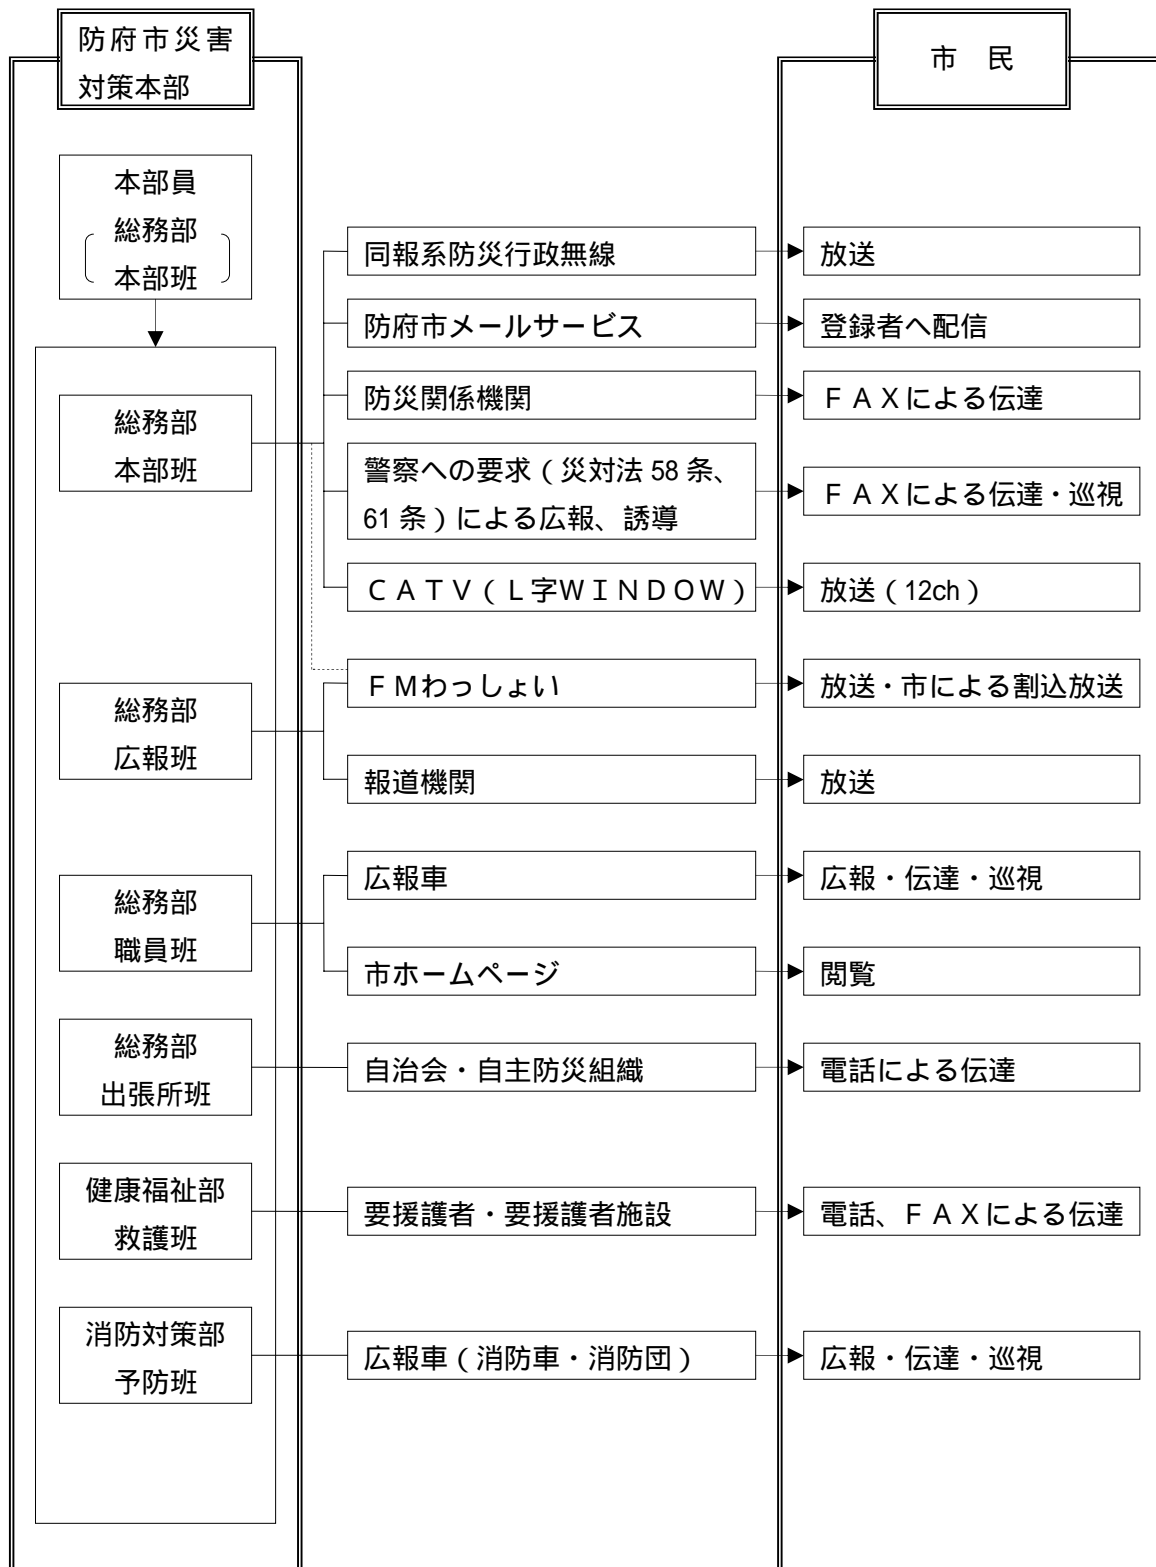 防府市災害
対策本部
市　民
本部員
総務部
本部班
同報系防災行政無線
放送
防府市メールサービス
登録者へ配信
総務部
本部班
防災関係機関
ＦＡＸによる伝達
警察への要求（災対法 58 条、
61 条）による広報、誘導
ＦＡＸによる伝達・巡視
ＣＡＴＶ（Ｌ字ＷＩＮＤＯＷ）
放送（12ch）
総務部
広報班
ＦＭわっしょい
放送・市による割込放送
報道機関
放送
総務部
職員班
広報車
広報・伝達・巡視
市ホームページ
閲覧
総務部
出張所班
自治会・自主防災組織
電話による伝達
健康福祉部
救護班
要援護者・要援護者施設
電話、ＦＡＸによる伝達
消防対策部
予防班
広報車（消防車・消防団）
広報・伝達・巡視